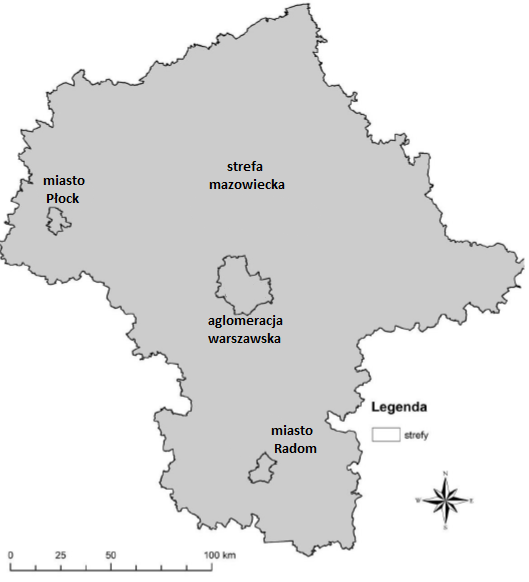 strefa
mazowiecka
miasto
Płock
aglomeracja
warszawska
miasto
Radom
Legenda
strefy
N
W
E
S
0 25 50 100 km